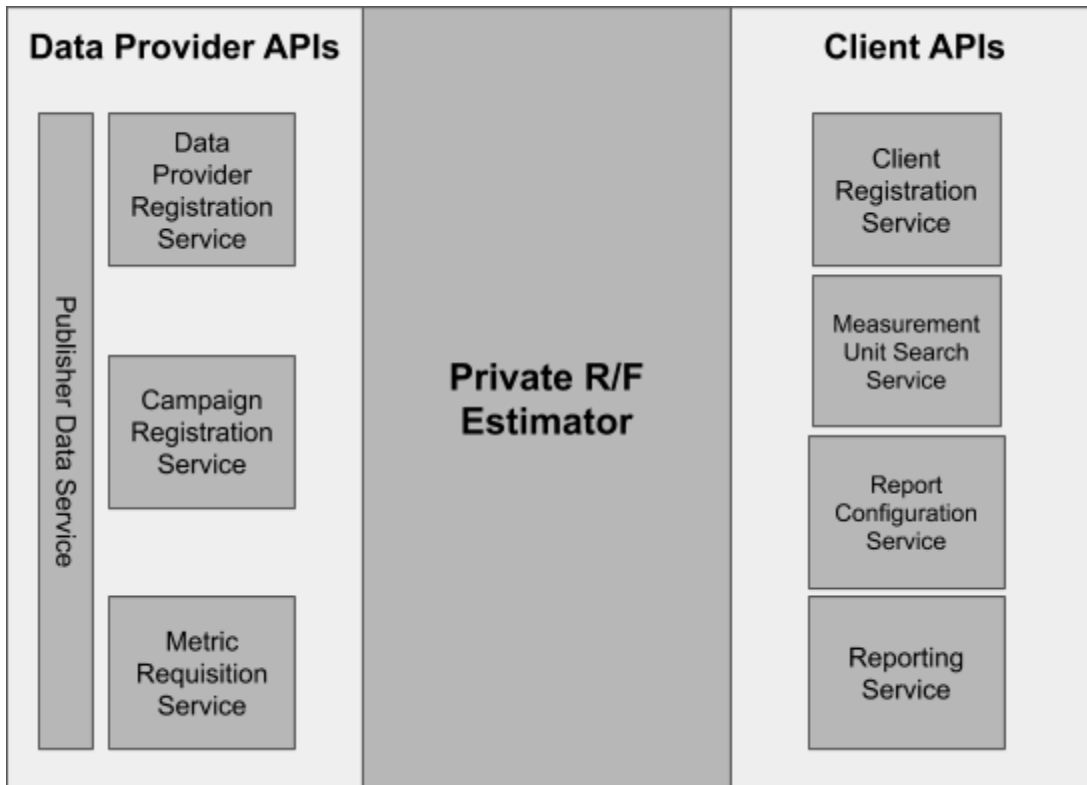 Data Provider APIs
Publisher Data Service
Data
Provider
Registration
Service
Campaign
Registration
Service
Metric
Requisition
Service
Private R/F
Estimator
Client APIs
Client
Registration
Service
Measurement
Unit Search
Service
Report
Configuration
Service
Reporting
Service